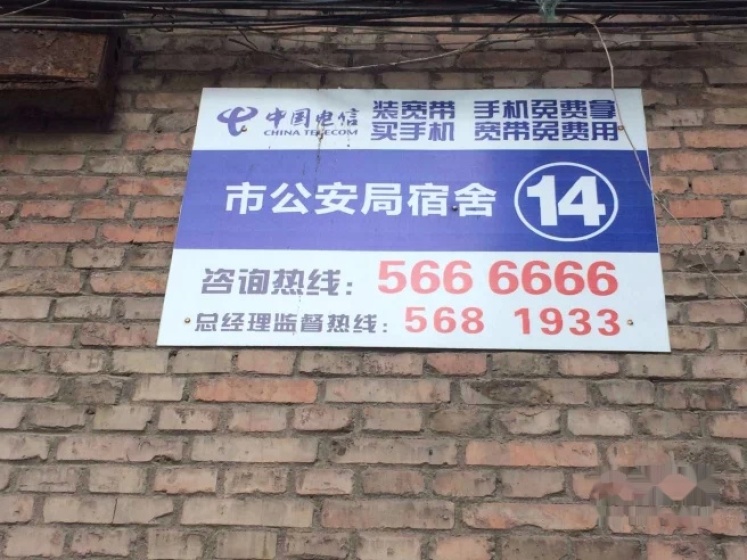 中国电信 装宽带 手机免费拿
CHINA TELECOM 买手机 宽带免费用
市公安局宿舍 14
咨询热线：566 6666
总经理监督热线：568 1933